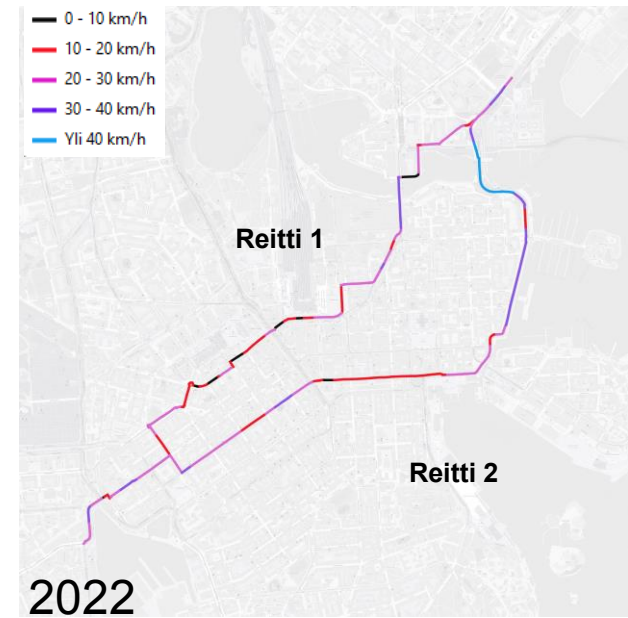 0 - 10 km/h
10 - 20 km/h
20 - 30 km/h
30 - 40 km/h
Yli 40 km/h
Reitti 1
Reitti 2
2022